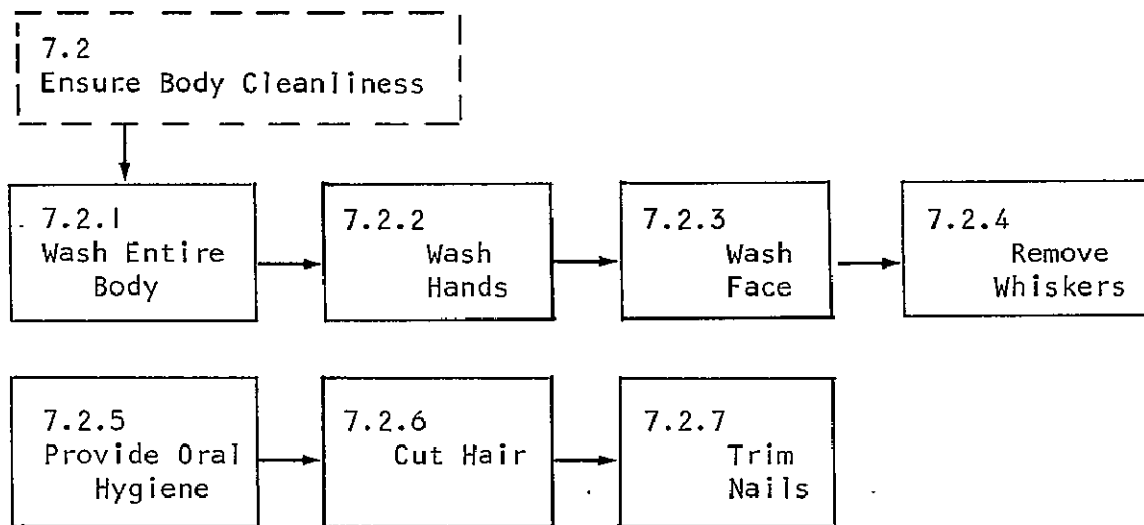 7.2
Ensure Body Cleanliness
7.2.1
Wash Entire
Body
7.2.2
Wash
Hands
7.2.3
Wash
Face
7.2.4
Remove
Whiskers
7.2.5
Provide Oral
Hygiene
7.2.6
Cut Hair
7.2.7
Trim
Nails